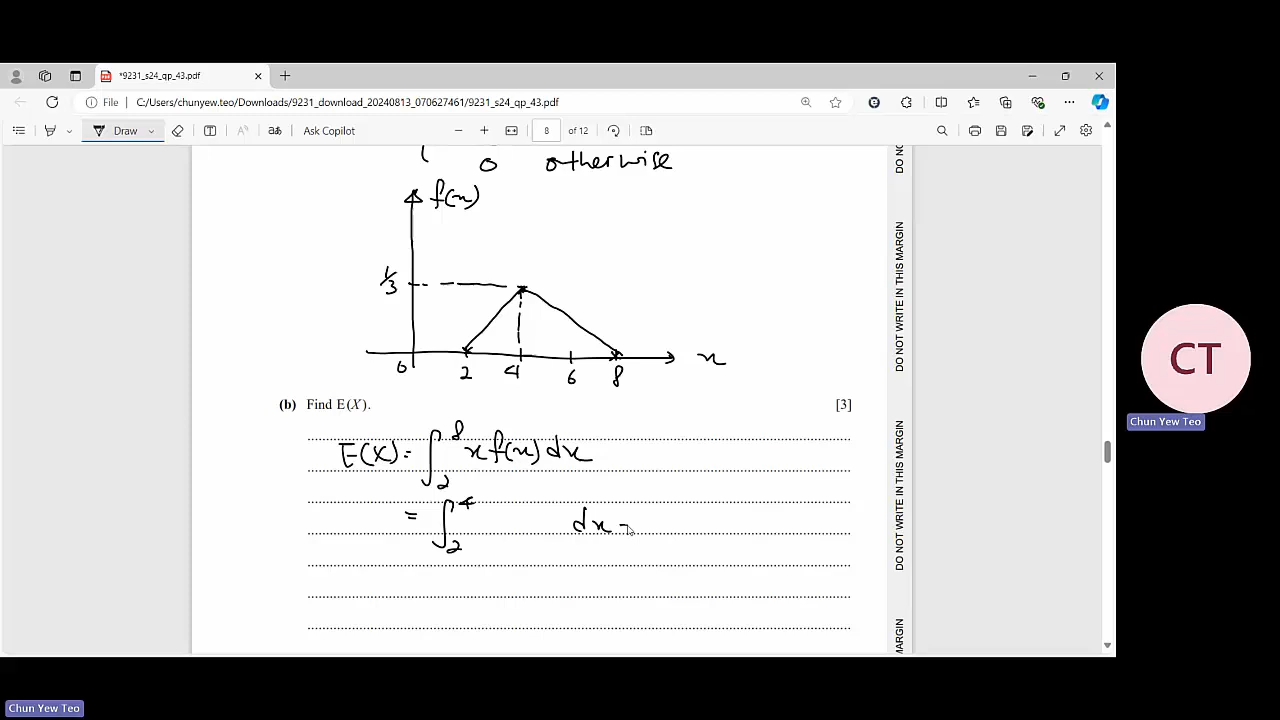 *9231_s24_qp_43.pdf
File C:/Users/chunyew.teo/Downloads/9231_download_20240813_070627461/9231_s24_qp_43.pdf
Draw Ask Copilot 8 of 12
0 otherwise
f(x)
1/3
0 2 4 6 8 x
(b) Find E(X). [3]
E(X) = ∫₂⁸ x f(x) dx
= ∫₂⁴ dx
DO NOT WRITE IN THIS MARGIN
DO NOT WRITE IN THIS MARGIN
MARGIN
CT
Chun Yew Teo
Chun Yew Teo